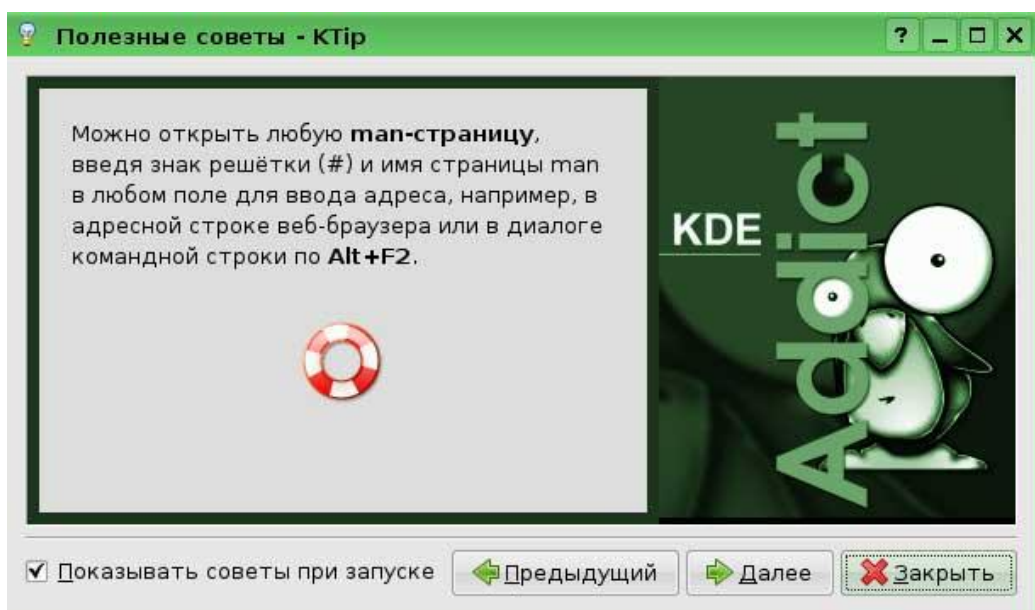 Полезные советы - KTip
Можно открыть любую man-страницу,
введя знак решётки (#) и имя страницы man
в любом поле для ввода адреса, например, в
адресной строке веб-браузера или в диалоге
командной строки по Alt+F2.
KDE
Addict
Показывать советы при запуске
Предыдущий
Далее
Закрыть